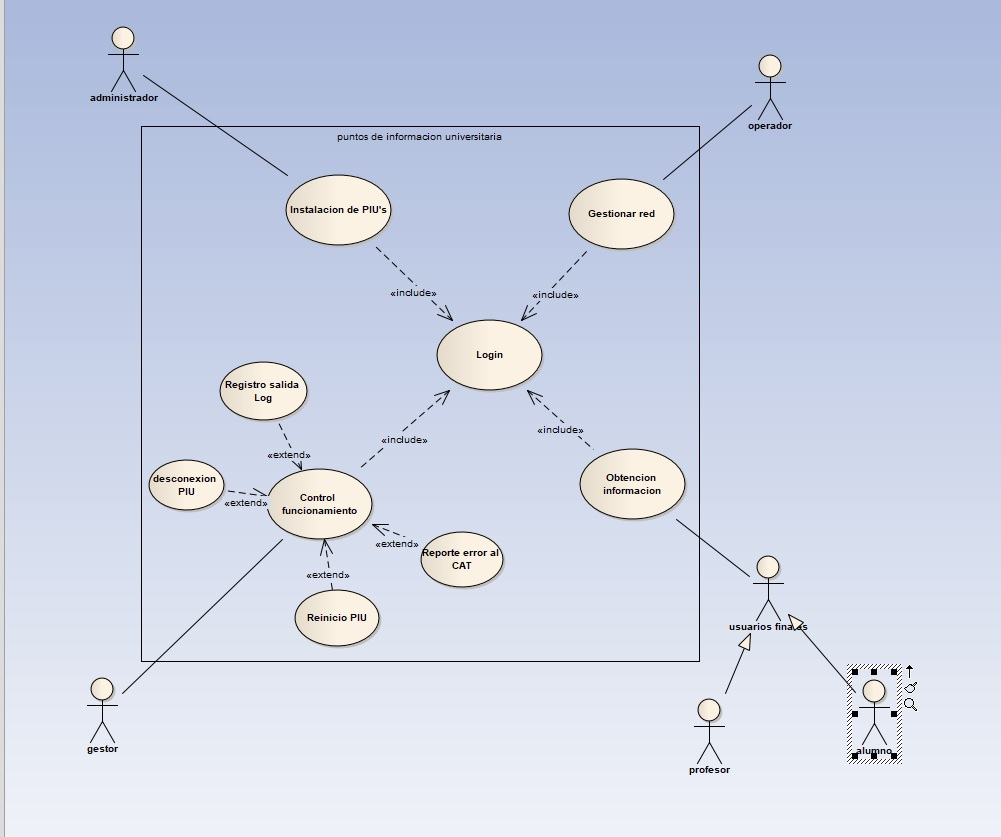 administrador
operador
puntos de informacion universitaria
Instalacion de PIU's
Gestionar red
«include»
«include»
Login
Registro salida
Log
«include»
«include»
«extend»
desconexion
PIU
«extend»
Control
funcionamiento
Obtencion
informacion
«extend»
Reporte error al
CAT
«extend»
Reinicio PIU
usuarios finales
gestor
profesor
alumno